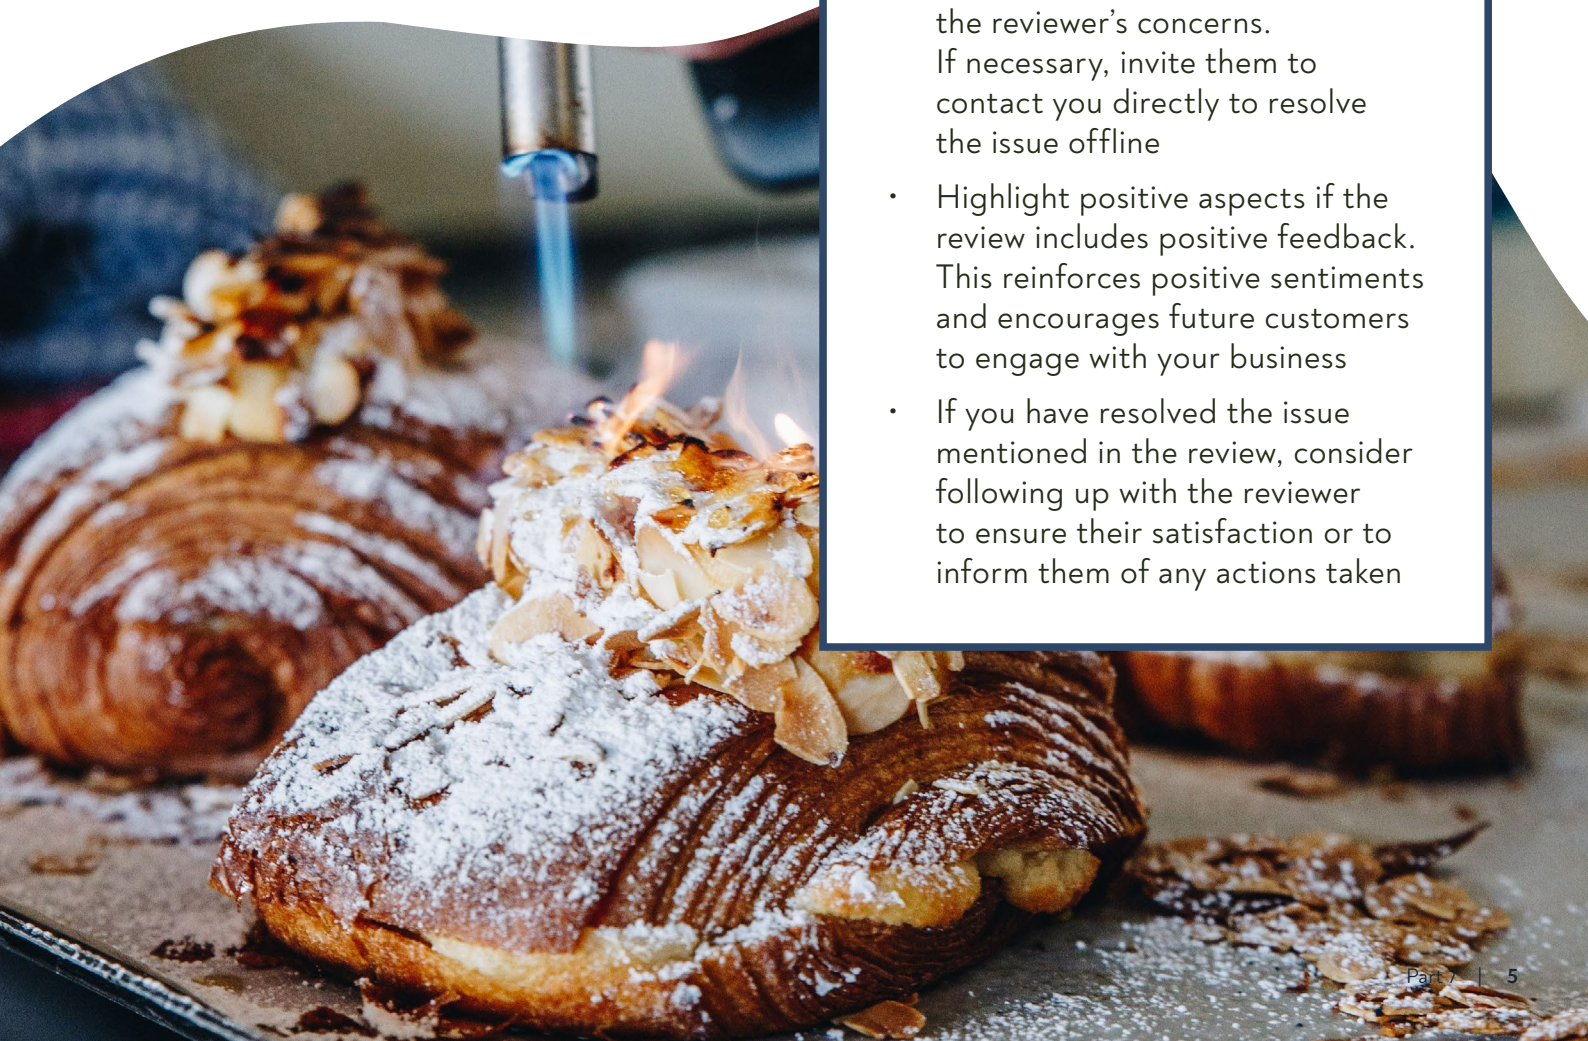 the reviewer’s concerns.
If necessary, invite them to
contact you directly to resolve
the issue offline
• Highlight positive aspects if the
review includes positive feedback.
This reinforces positive sentiments
and encourages future customers
to engage with your business
• If you have resolved the issue
mentioned in the review, consider
following up with the reviewer
to ensure their satisfaction or to
inform them of any actions taken
Part 7 | 5